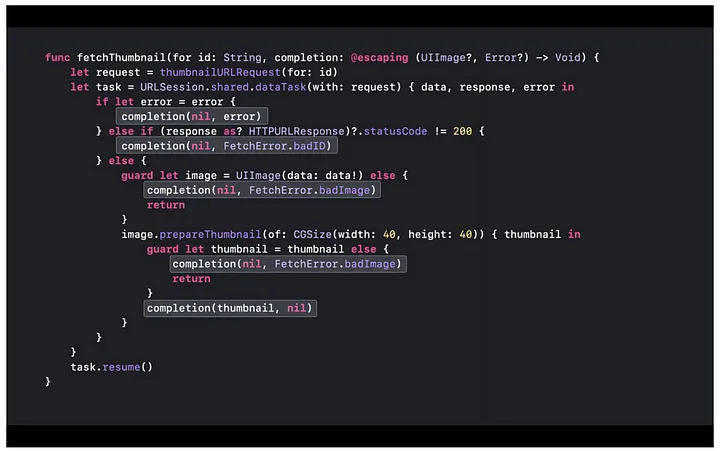 func fetchThumbnail(for id: String, completion: @escaping (UIImage?, Error?) -> Void) {
    let request = thumbnailURLRequest(for: id)
    let task = URLSession.shared.dataTask(with: request) { data, response, error in
        if let error = error {
            completion(nil, error)
        } else if (response as? HTTPURLResponse)?.statusCode != 200 {
            completion(nil, FetchError.badID)
        } else {
            guard let image = UIImage(data: data!) else {
                completion(nil, FetchError.badImage)
                return
            }
            image.prepareThumbnail(of: CGSize(width: 40, height: 40)) { thumbnail in
                guard let thumbnail = thumbnail else {
                    completion(nil, FetchError.badImage)
                    return
                }
                completion(thumbnail, nil)
            }
        }
    }
    task.resume()
}